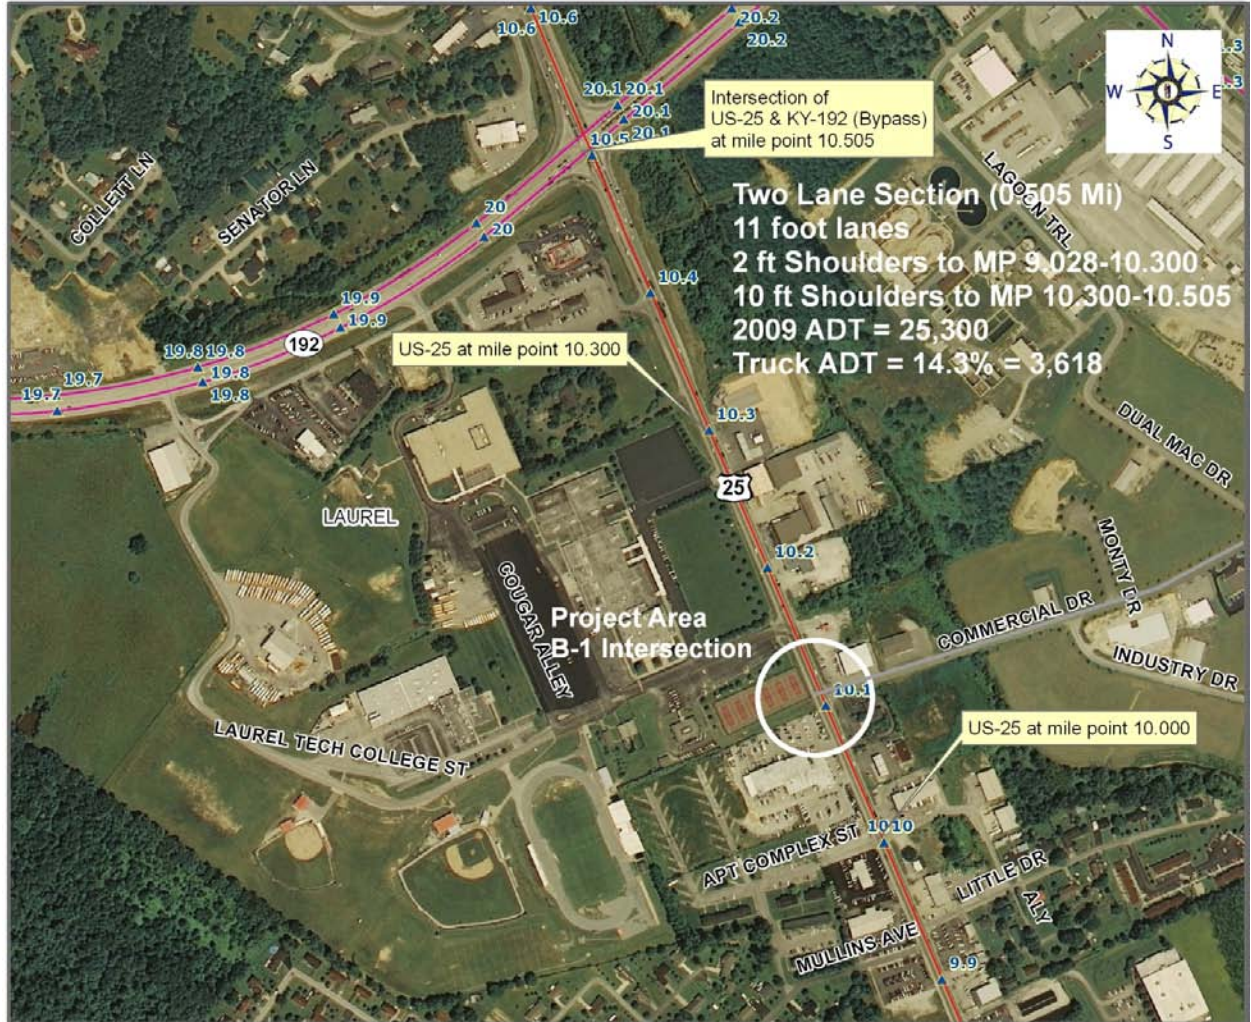 10.6
10.6
20.2
20.2
N
W
E
S
.3
.3
20.1 20.1
20.1
10.5 20.1
Intersection of
US-25 & KY-192 (Bypass)
at mile point 10.505
COLLETT LN
SENATOR LN
LAGOON TRL
Two Lane Section (0.505 Mi)
11 foot lanes
2 ft Shoulders to MP 9.028-10.300
10 ft Shoulders to MP 10.300-10.505
2009 ADT = 25,300
Truck ADT = 14.3% = 3,618
20
20
10.4
19.9
19.9
192
US-25 at mile point 10.300
19.8 19.8
19.8
19.8
19.7
19.7
10.3
DUAL MAC DR
25
LAUREL
MONTY DR
10.2
COUGAR ALLEY
Project Area
B-1 Intersection
COMMERCIAL DR
INDUSTRY DR
10.1
US-25 at mile point 10.000
LAUREL TECH COLLEGE ST
10 10
APT COMPLEX ST
LITTLE DR
ALY
MULLINS AVE
9.9